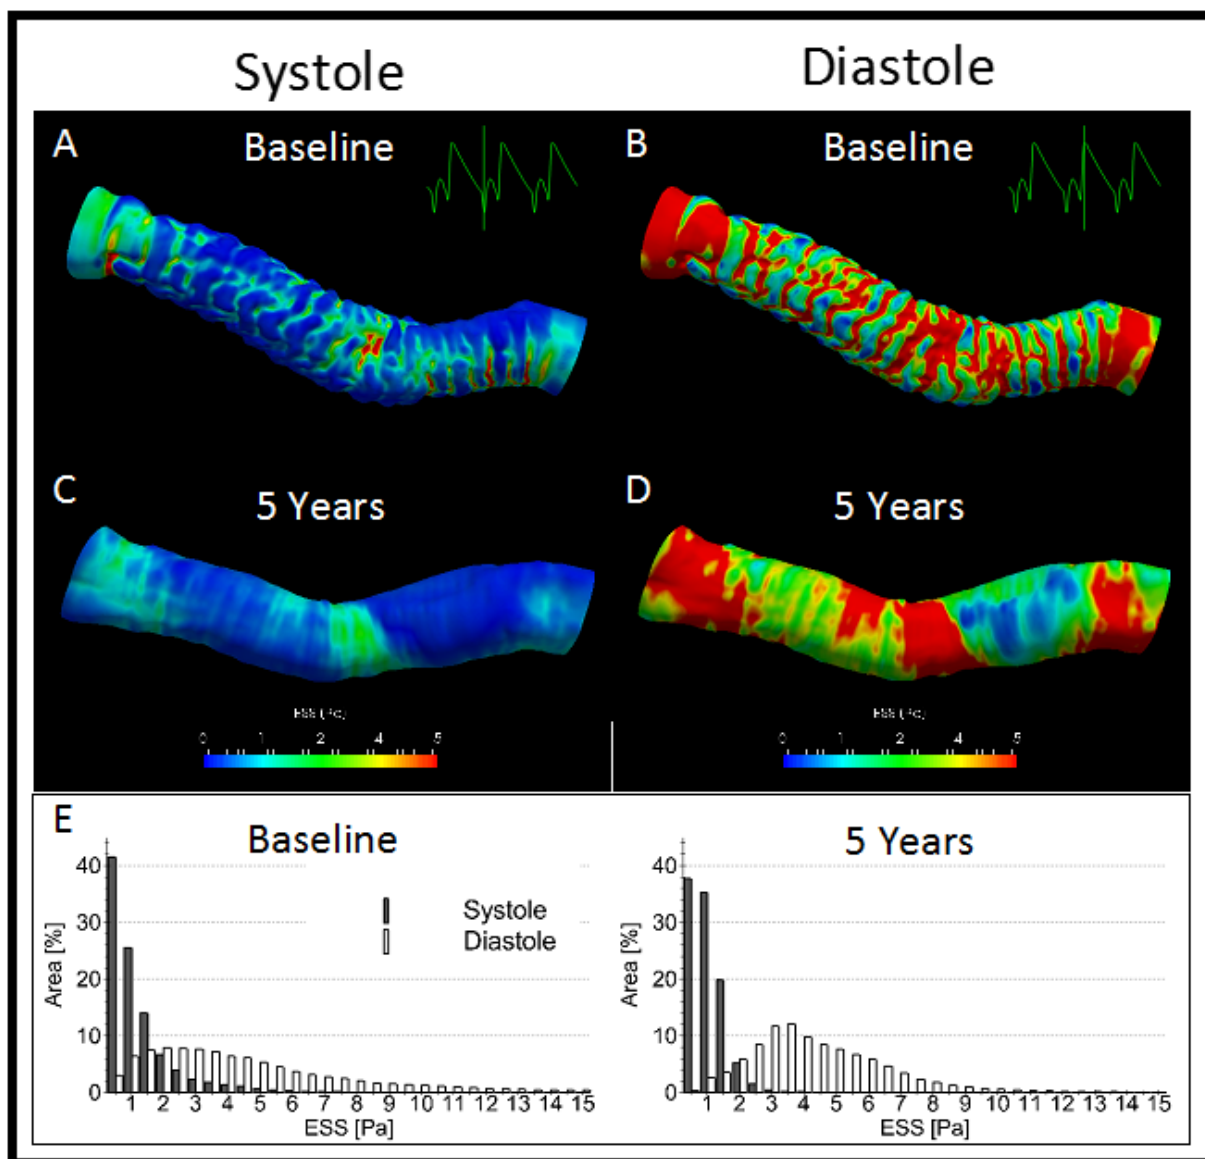 Systole
Diastole
A
Baseline
B
Baseline
C
5 Years
D
5 Years
ESS
0 1 2 4 5
ESS
0 1 2 4 5
E
Baseline
5 Years
Systole
Diastole
Area [%]
40
30
20
10
0
1 2 3 4 5 6 7 8 9 10 11 12 13 14 15
ESS [Pa]
Area [%]
40
30
20
10
0
1 2 3 4 5 6 7 8 9 10 11 12 13 14 15
ESS [Pa]